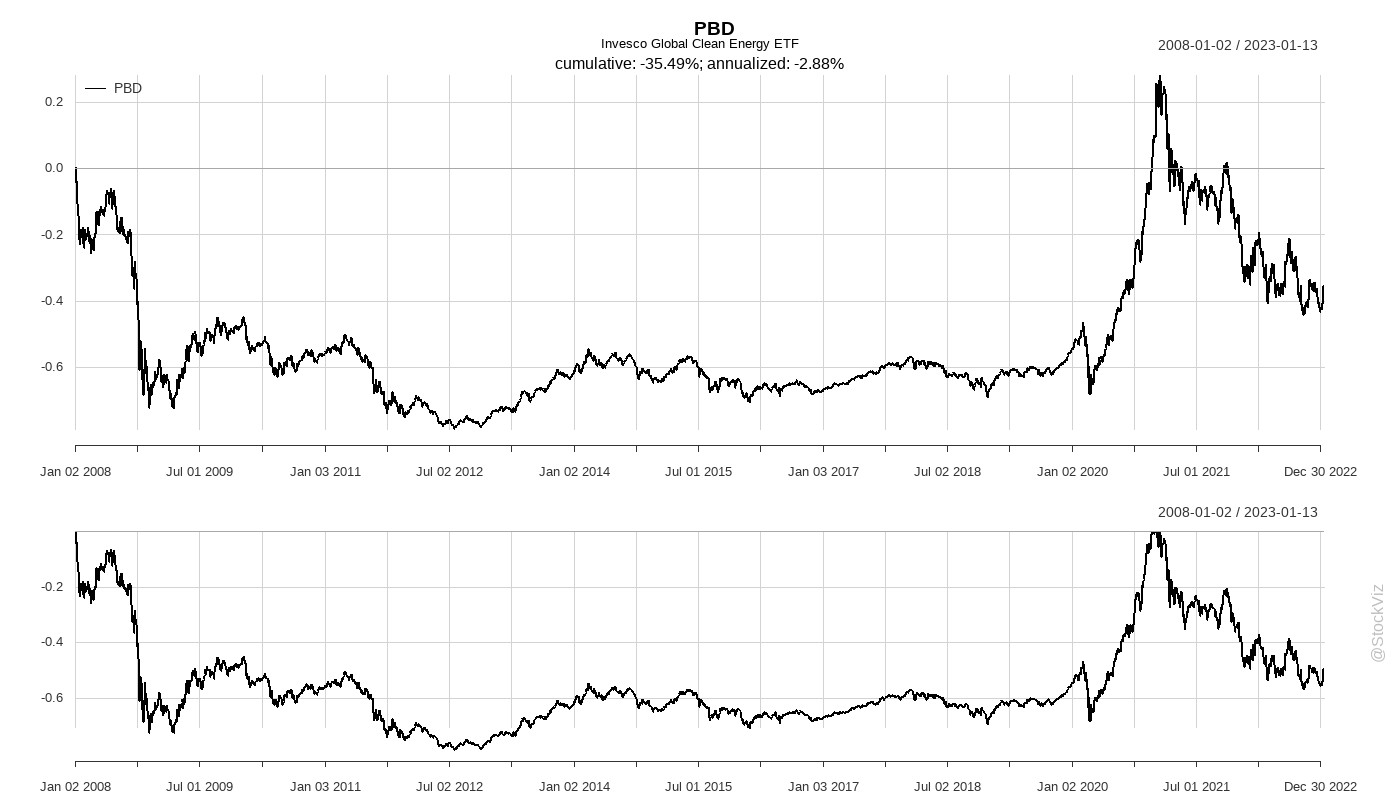 PBD
Invesco Global Clean Energy ETF
2008-01-02 / 2023-01-13
cumulative: -35.49%; annualized: -2.88%
PBD
0.2
0.0
-0.2
-0.4
-0.6
Jan 02 2008 Jul 01 2009 Jan 03 2011 Jul 02 2012 Jan 02 2014 Jul 01 2015 Jan 03 2017 Jul 02 2018 Jan 02 2020 Jul 01 2021 Dec 30 2022
2008-01-02 / 2023-01-13
-0.2
-0.4
-0.6
Jan 02 2008 Jul 01 2009 Jan 03 2011 Jul 02 2012 Jan 02 2014 Jul 01 2015 Jan 03 2017 Jul 02 2018 Jan 02 2020 Jul 01 2021 Dec 30 2022
@StockViz